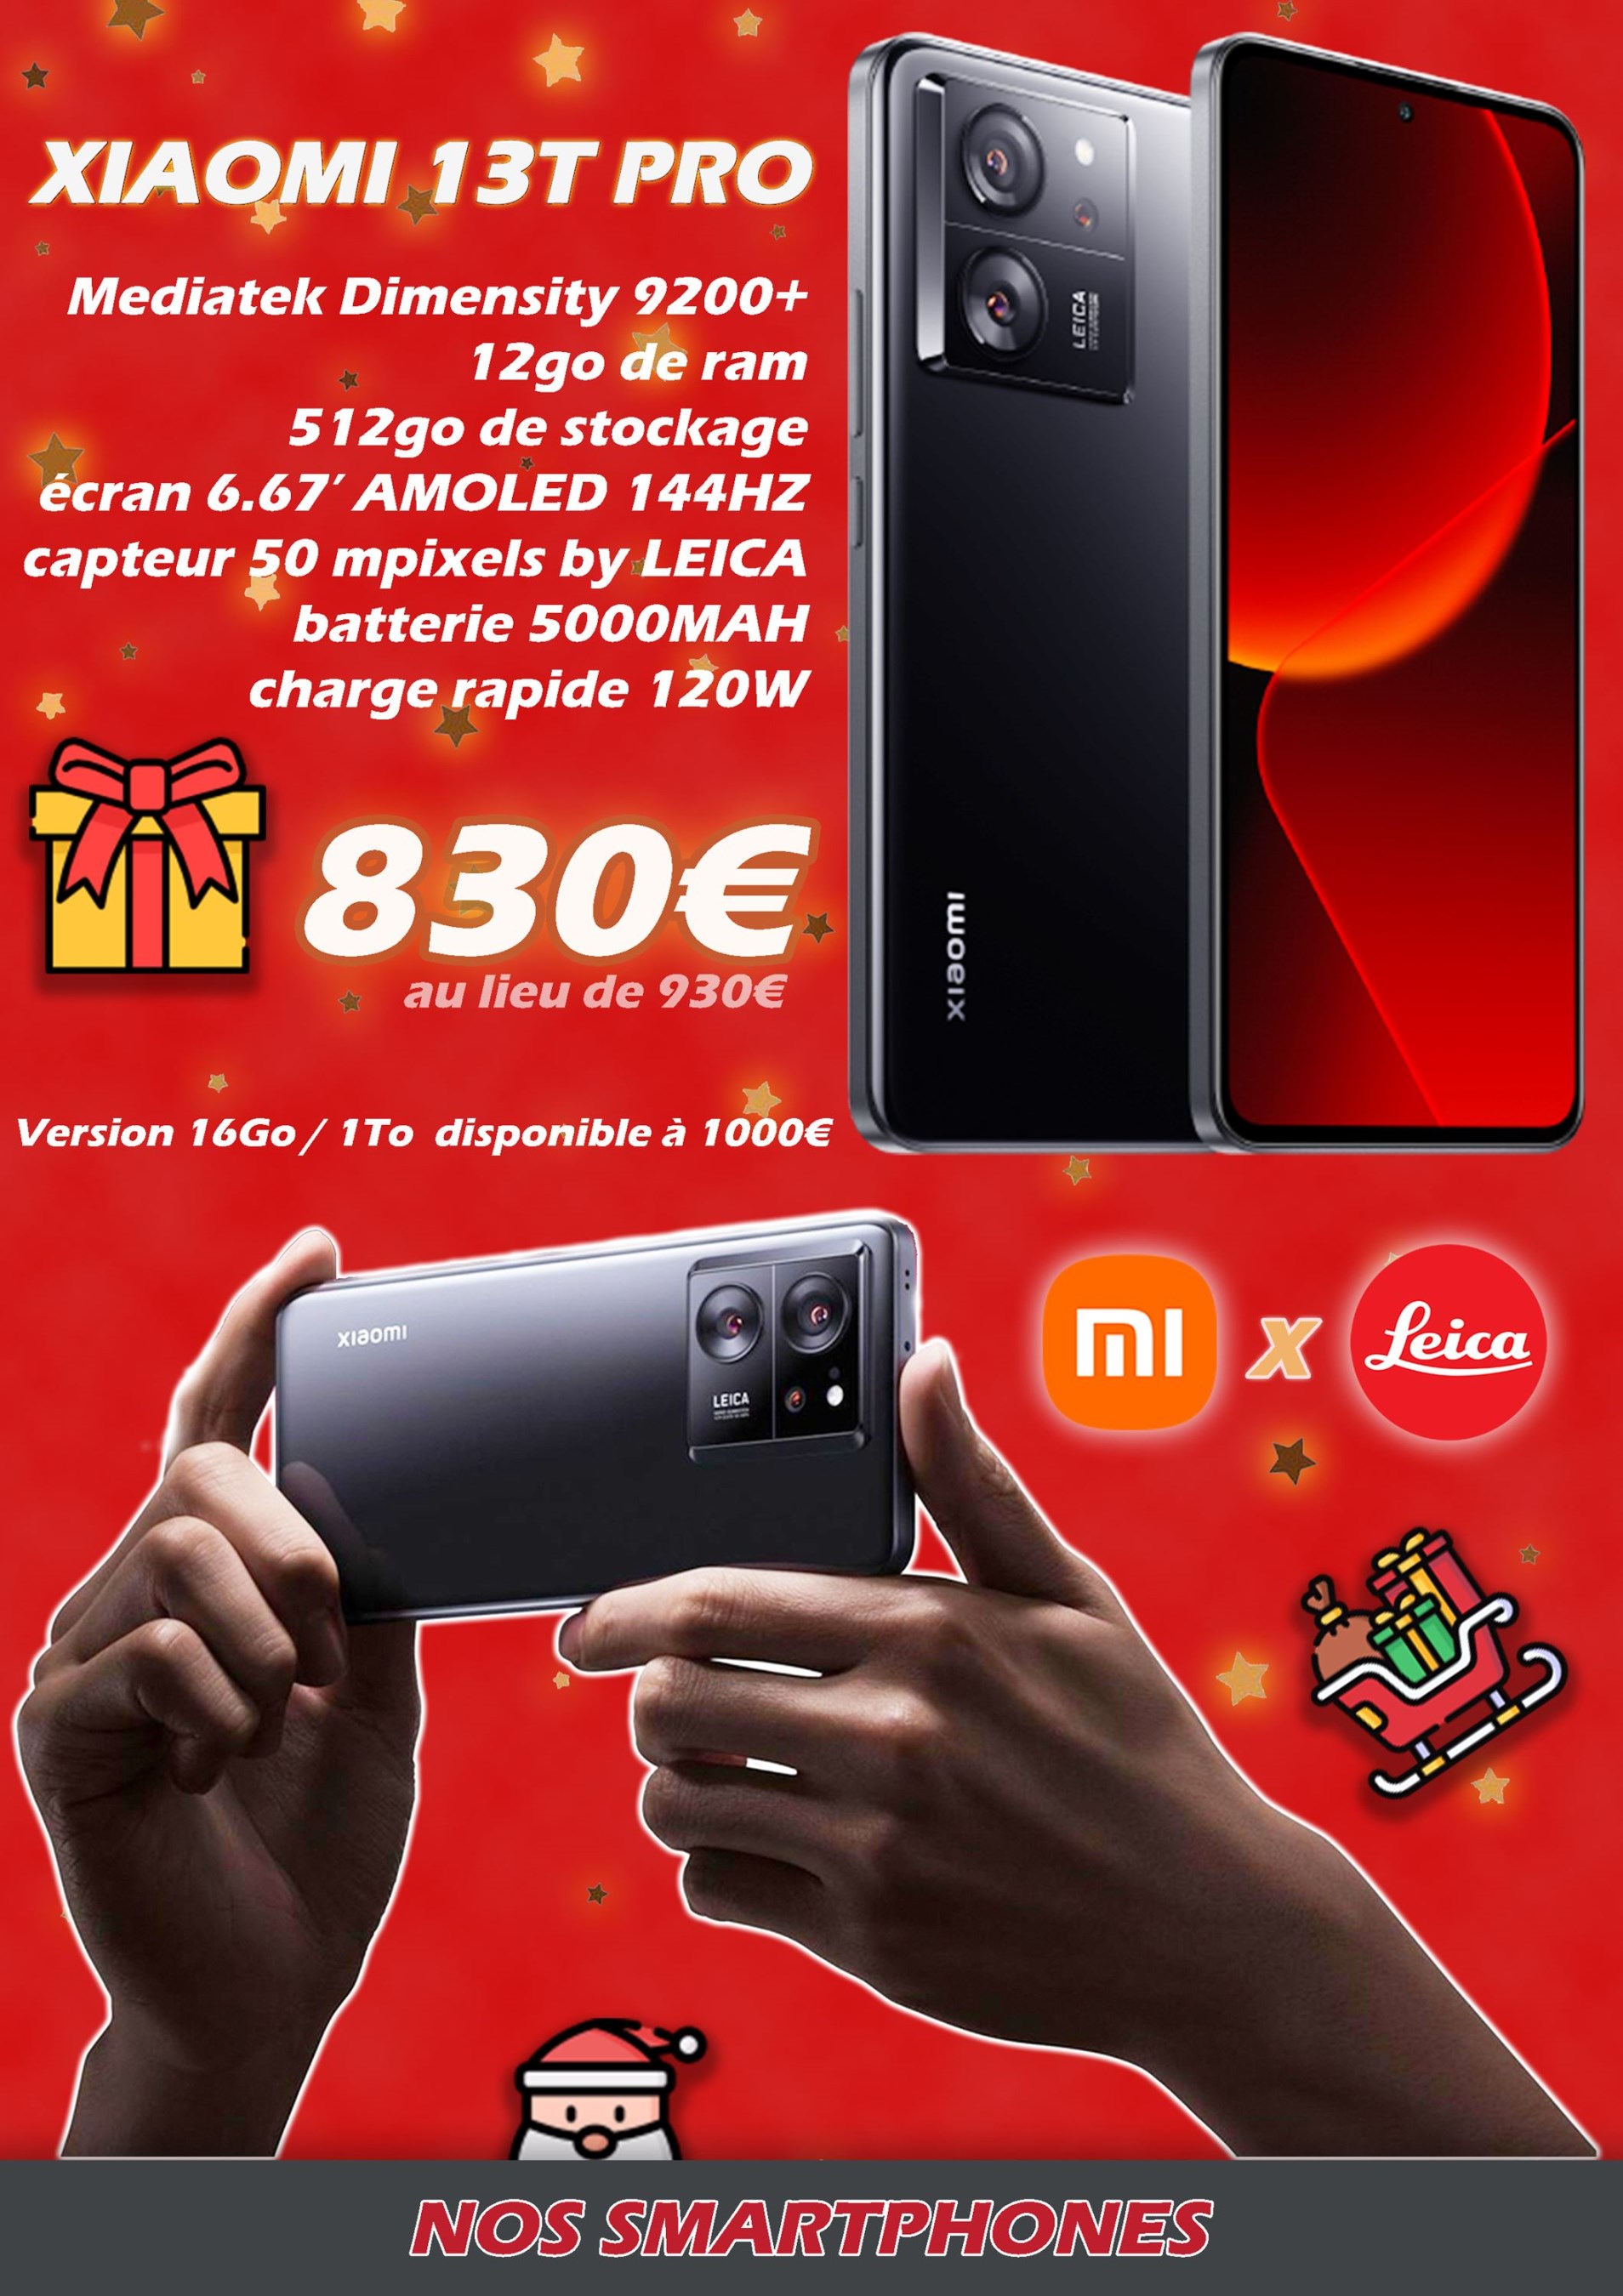 XIAOMI 13T PRO
Mediatek Dimensity 9200+
12go de ram
512go de stockage
écran 6.67' AMOLED 144HZ
capteur 50 mpixels by LEICA
batterie 5000MAH
charge rapide 120W
830€
au lieu de 930€
Version 16Go / 1To disponible à 1000€
LEICA
xiaomi
xiaomi
LEICA
mi
x
Leica
NOS SMARTPHONES